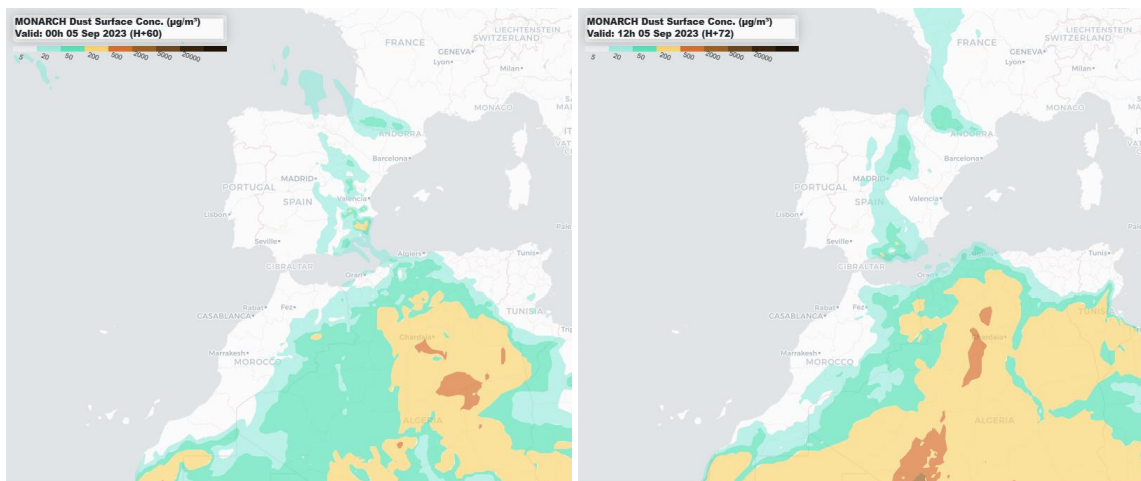 MONARCH Dust Surface Conc. (µg/m³)
Valid: 00h 05 Sep 2023 (H+60)
5 20 50 200 500 2000 5000 20000
LIECHTENSTEIN
FRANCE
GENEVA
SWITZERLAND
Lyon
Milan
MONACO
ANDORRA
Barcelona
MADRID
PORTUGAL
SPAIN
Valencia
Lisbon
Seville
Algiers
Tunis
GIBRALTAR
Oran
Rabat
Fez
TUNISIA
CASABLANCA
Ghardaia
Marrakesh
MOROCCO
ALGERIA
MONARCH Dust Surface Conc. (µg/m³)
Valid: 12h 05 Sep 2023 (H+72)
5 20 50 200 500 2000 5000 20000
LIECHTENSTEIN
FRANCE
GENEVA
SWITZERLAND
Lyon
Milan
MONACO
ANDORRA
Barcelona
MADRID
PORTUGAL
SPAIN
Valencia
Lisbon
Seville
Algiers
Tunis
GIBRALTAR
Oran
Rabat
Fez
CASABLANCA
Ghardaia
Marrakesh
MOROCCO
ALGERIA